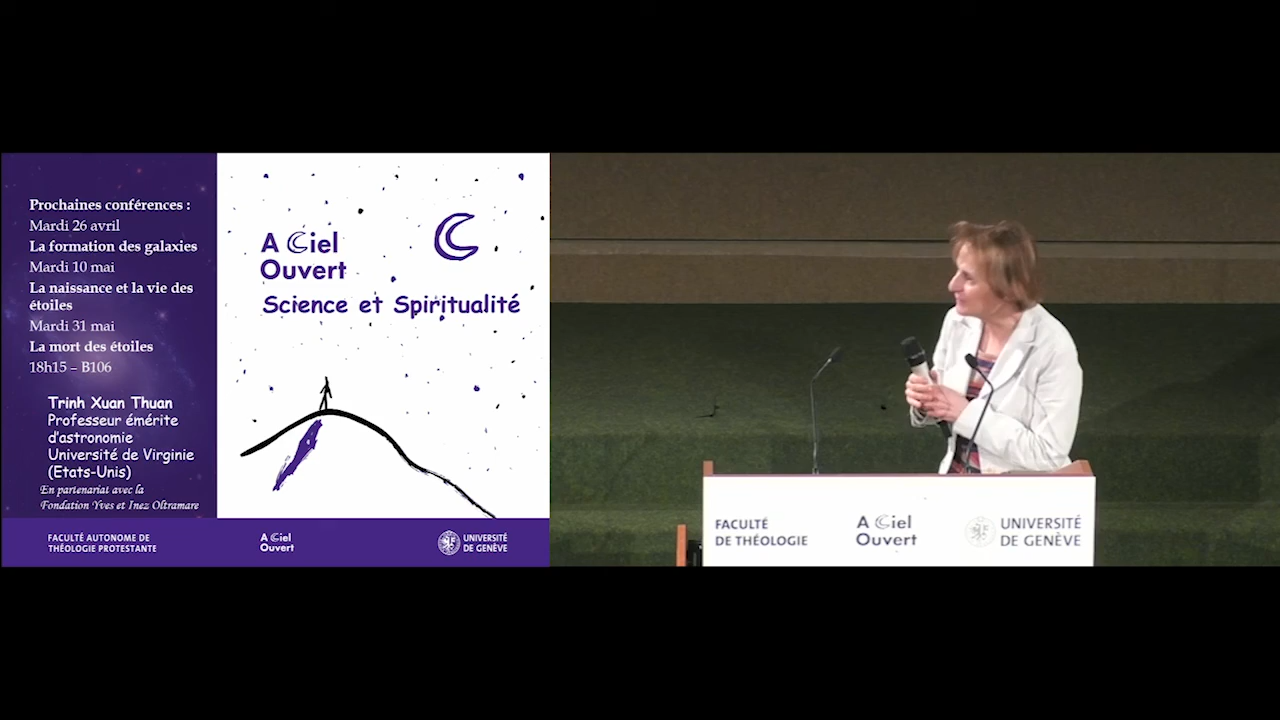 Prochaines conférences :
Mardi 26 avril
La formation des galaxies
Mardi 10 mai
La naissance et la vie des
étoiles
Mardi 31 mai
La mort des étoiles
18h15 – B106
Trinh Xuan Thuan
Professeur émérite
d'astronomie
Université de Virginie
(Etats-Unis)
En partenariat avec la
Fondation Yves et Inez Oltramare
A Ciel
Ouvert
Science et Spiritualité
FACULTÉ AUTONOME DE
THÉOLOGIE PROTESTANTE
A Ciel
Ouvert
UNIVERSITÉ
DE GENÈVE
FACULTÉ
DE THÉOLOGIE
A Ciel
Ouvert
UNIVERSITÉ
DE GENÈVE